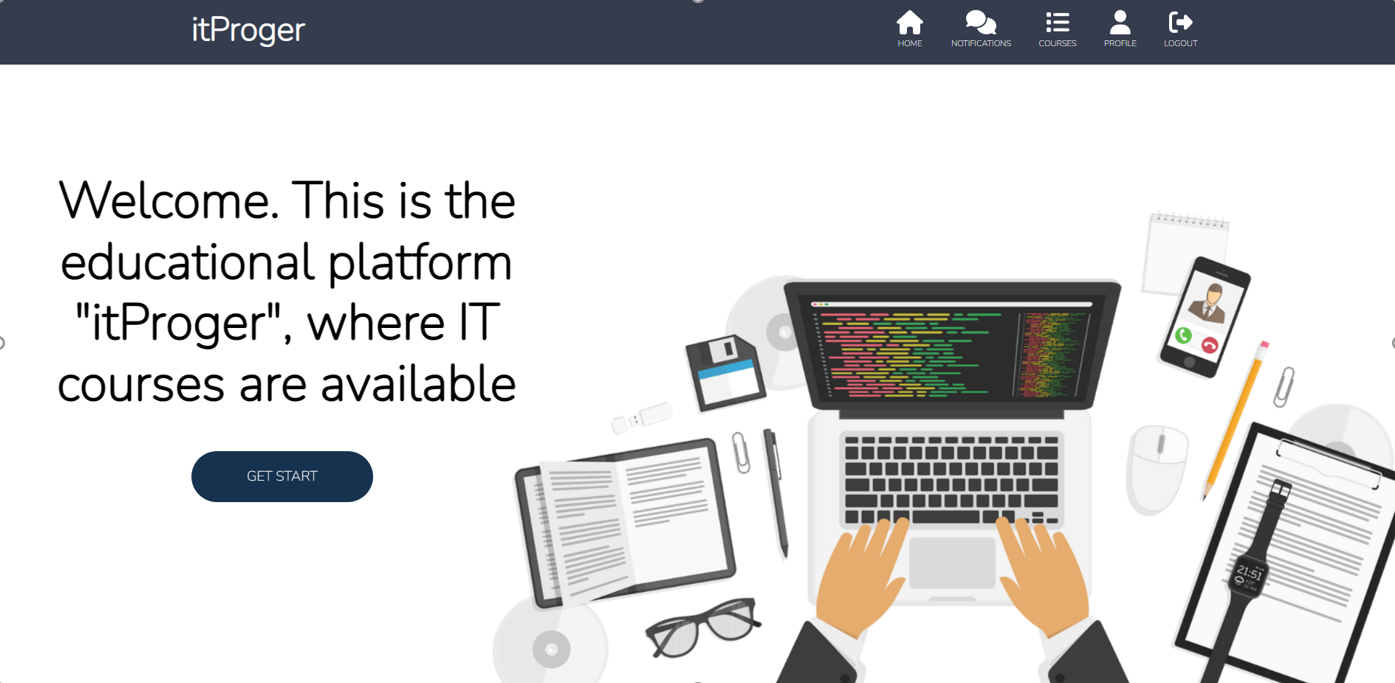 itProger
HOME NOTIFICATIONS COURSES PROFILE LOGOUT
Welcome. This is the
educational platform
"itProger", where IT
courses are available
GET START
21:51